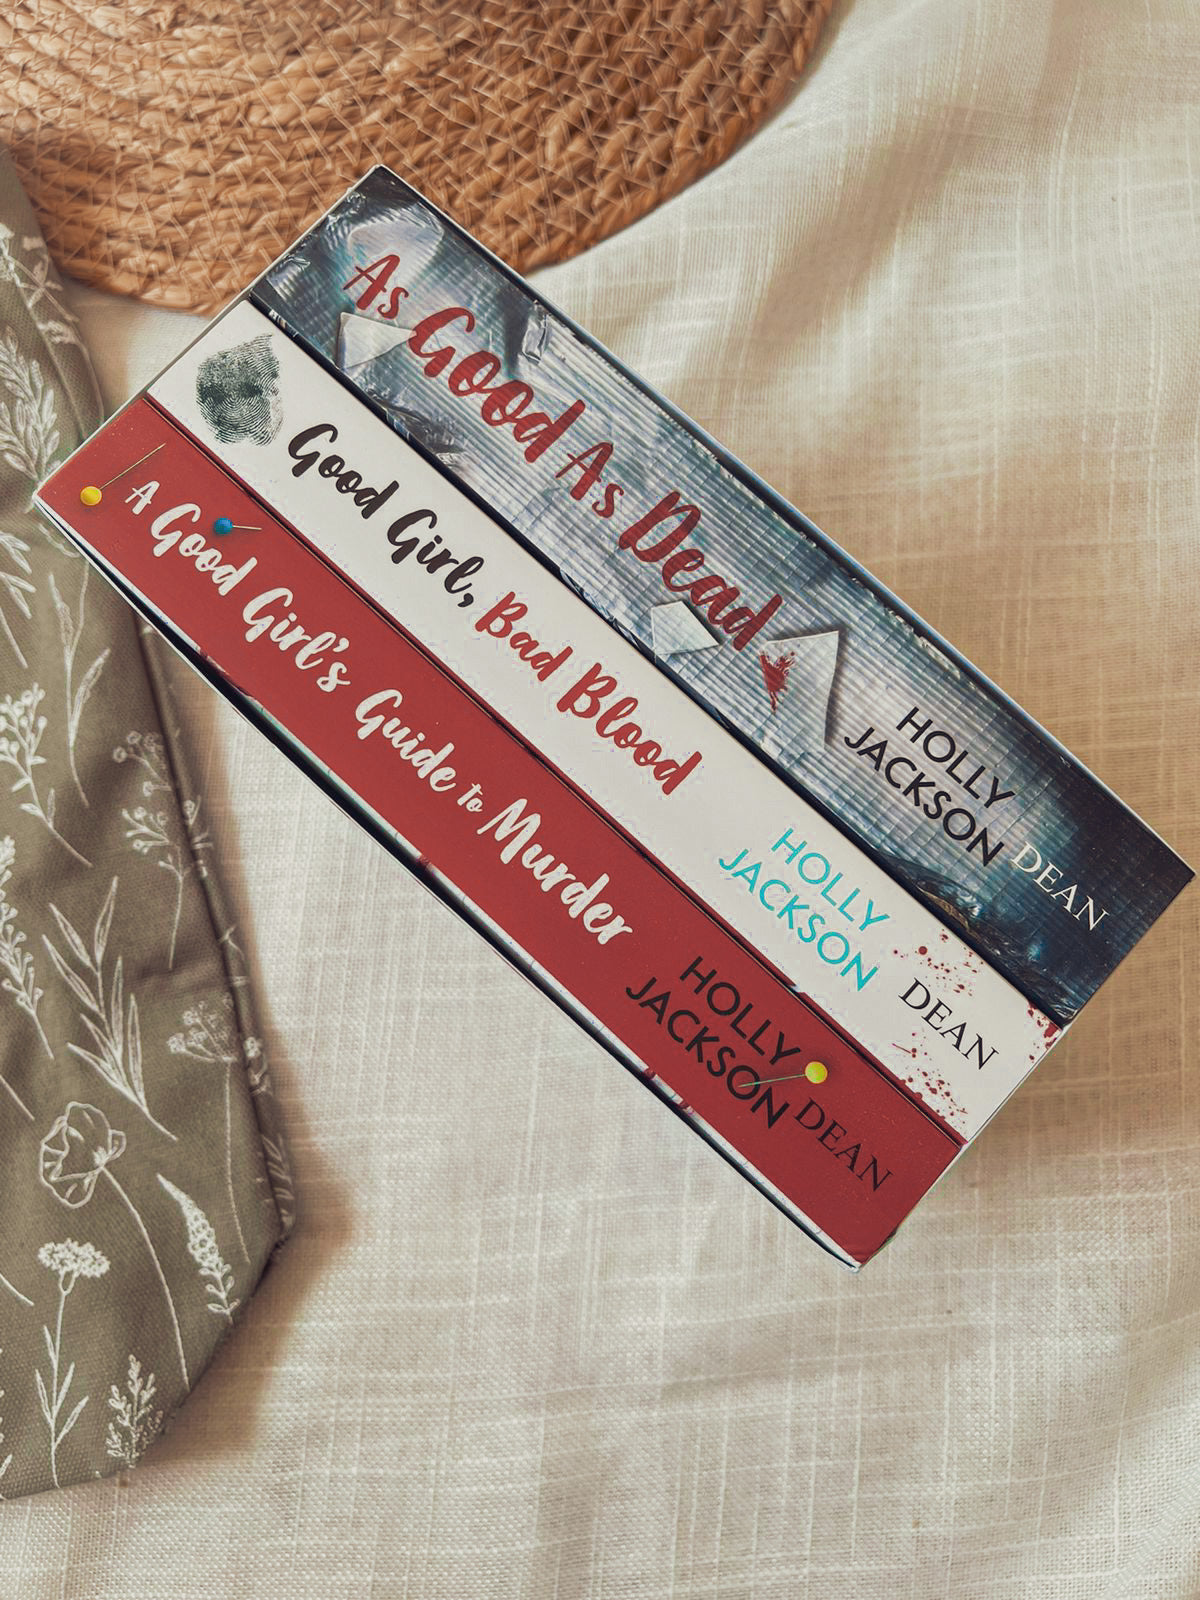 As Good As Dead
HOLLY
JACKSON
DEAN
Good Girl, Bad Blood
HOLLY
JACKSON
DEAN
A Good Girl's Guide to Murder
HOLLY
JACKSON
DEAN